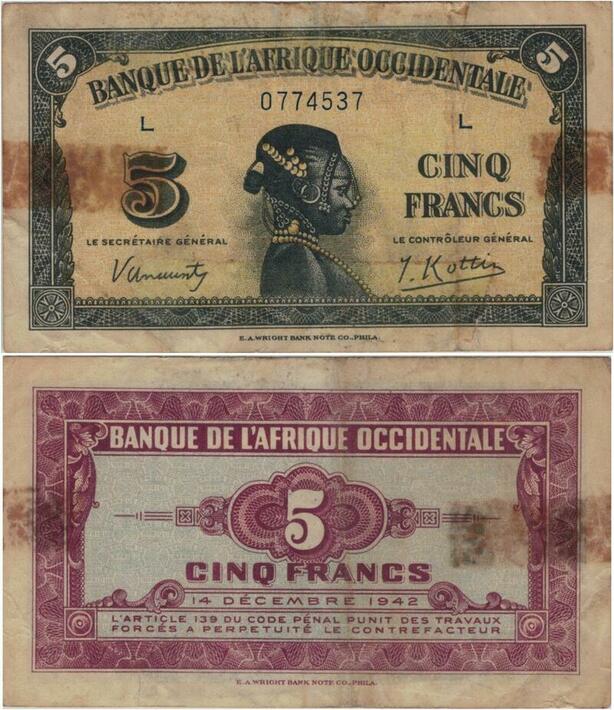 5 5
BANQUE DE L'AFRIQUE OCCIDENTALE
0774537
L L
5 CINQ
FRANCS
LE SECRÉTAIRE GÉNÉRAL LE CONTRÔLEUR GÉNÉRAL
E.A.WRIGHT BANK NOTE CO.,PHILA.
BANQUE DE L'AFRIQUE OCCIDENTALE
5
CINQ FRANCS
14 DÉCEMBRE 1942
L'ARTICLE 139 DU CODE PÉNAL PUNIT DES TRAVAUX
FORCÉS A PERPETUITÉ LE CONTREFACTEUR
E.A.WRIGHT BANK NOTE CO., PHILA.